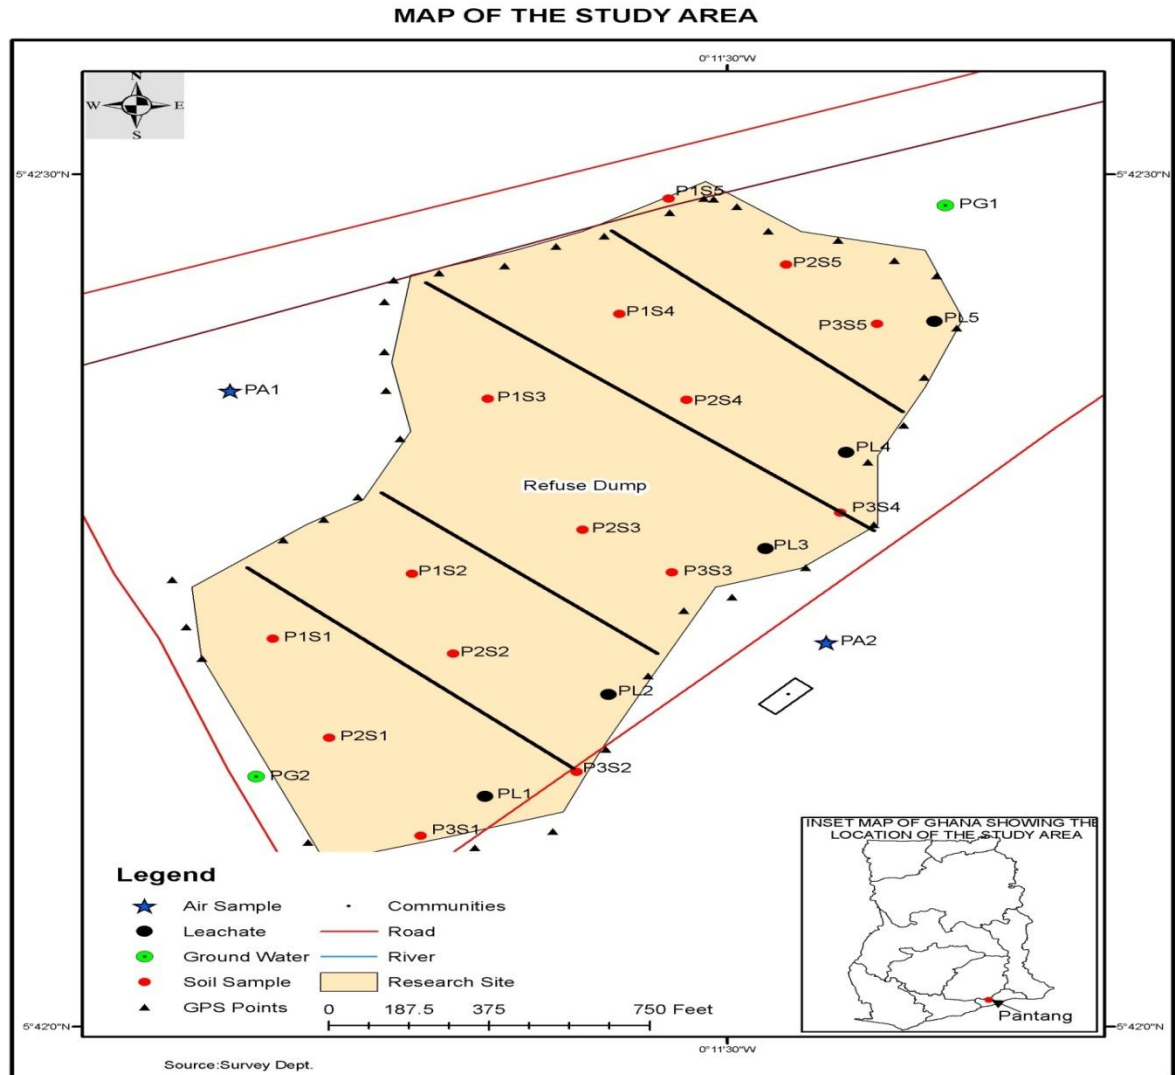 MAP OF THE STUDY AREA
0°11'30"W
N
W E
S
5°42'30"N 5°42'30"N
P1S5
PG1
P2S5
P1S4
P3S5
PL5
PA1
P1S3
P2S4
PL4
Refuse Dump
P3S4
P2S3
PL3
P1S2
P3S3
P1S1
PA2
P2S2
PL2
P2S1
PG2
P3S2
PL1
P3S1
INSET MAP OF GHANA SHOWING THE
LOCATION OF THE STUDY AREA
Pantang
Legend
Air Sample
Leachate
Ground Water
Soil Sample
GPS Points
Communities
Road
River
Research Site
0 187.5 375 750 Feet
5°42'0"N 5°42'0"N
0°11'30"W
Source:Survey Dept.